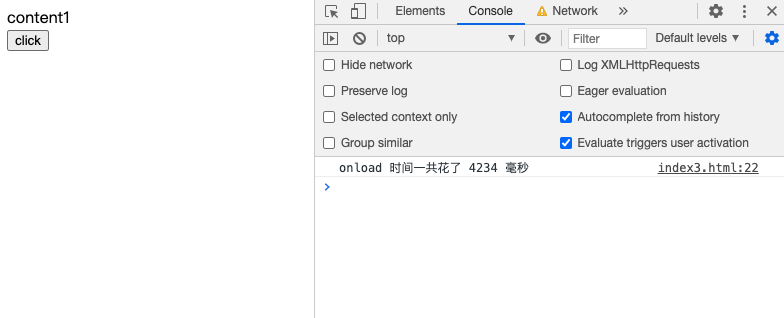 content1
click
Elements Console Network
top Filter Default levels
Hide network Log XMLHttpRequests
Preserve log Eager evaluation
Selected context only Autocomplete from history
Group similar Evaluate triggers user activation
onload 时间一共花了 4234 毫秒 index3.html:22